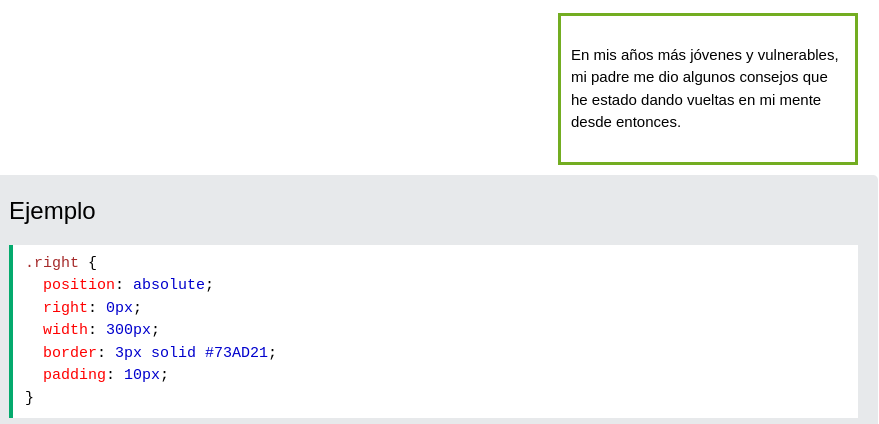 En mis años más jóvenes y vulnerables,
mi padre me dio algunos consejos que
he estado dando vueltas en mi mente
desde entonces.
Ejemplo
.right {
  position: absolute;
  right: 0px;
  width: 300px;
  border: 3px solid #73AD21;
  padding: 10px;
}